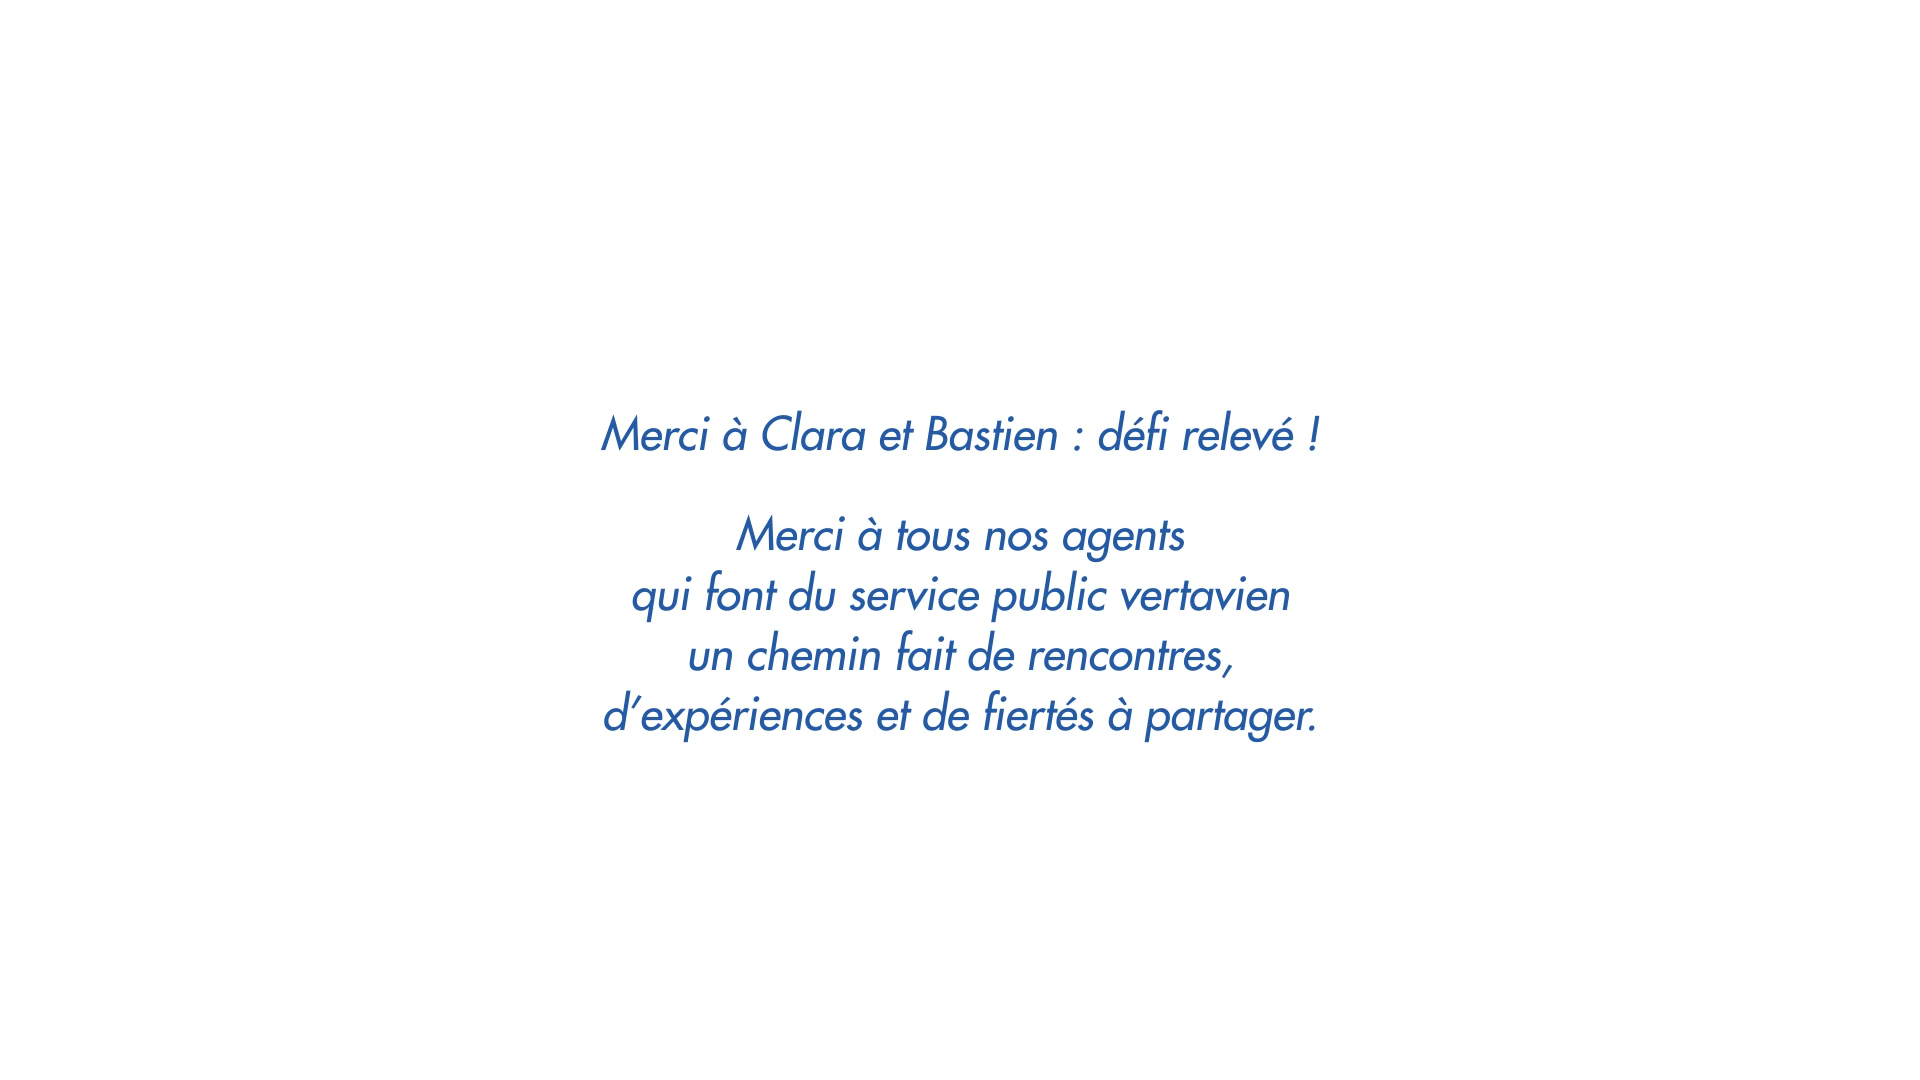 Merci à Clara et Bastien : défi relevé !
Merci à tous nos agents
qui font du service public vertavien
un chemin fait de rencontres,
d’expériences et de fiertés à partager.